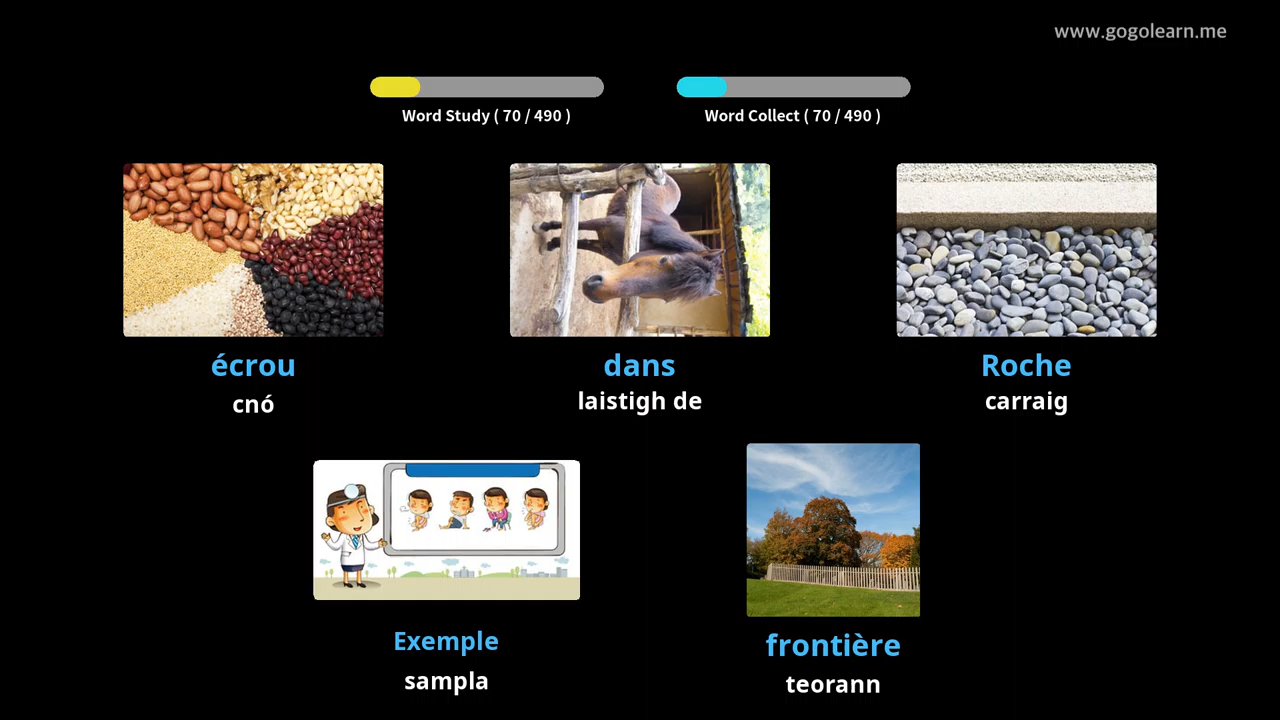 www.gogolearn.me
Word Study ( 70 / 490 )
Word Collect ( 70 / 490 )
écrou
cnó
dans
laistigh de
Roche
carraig
Exemple
sampla
frontière
teorann